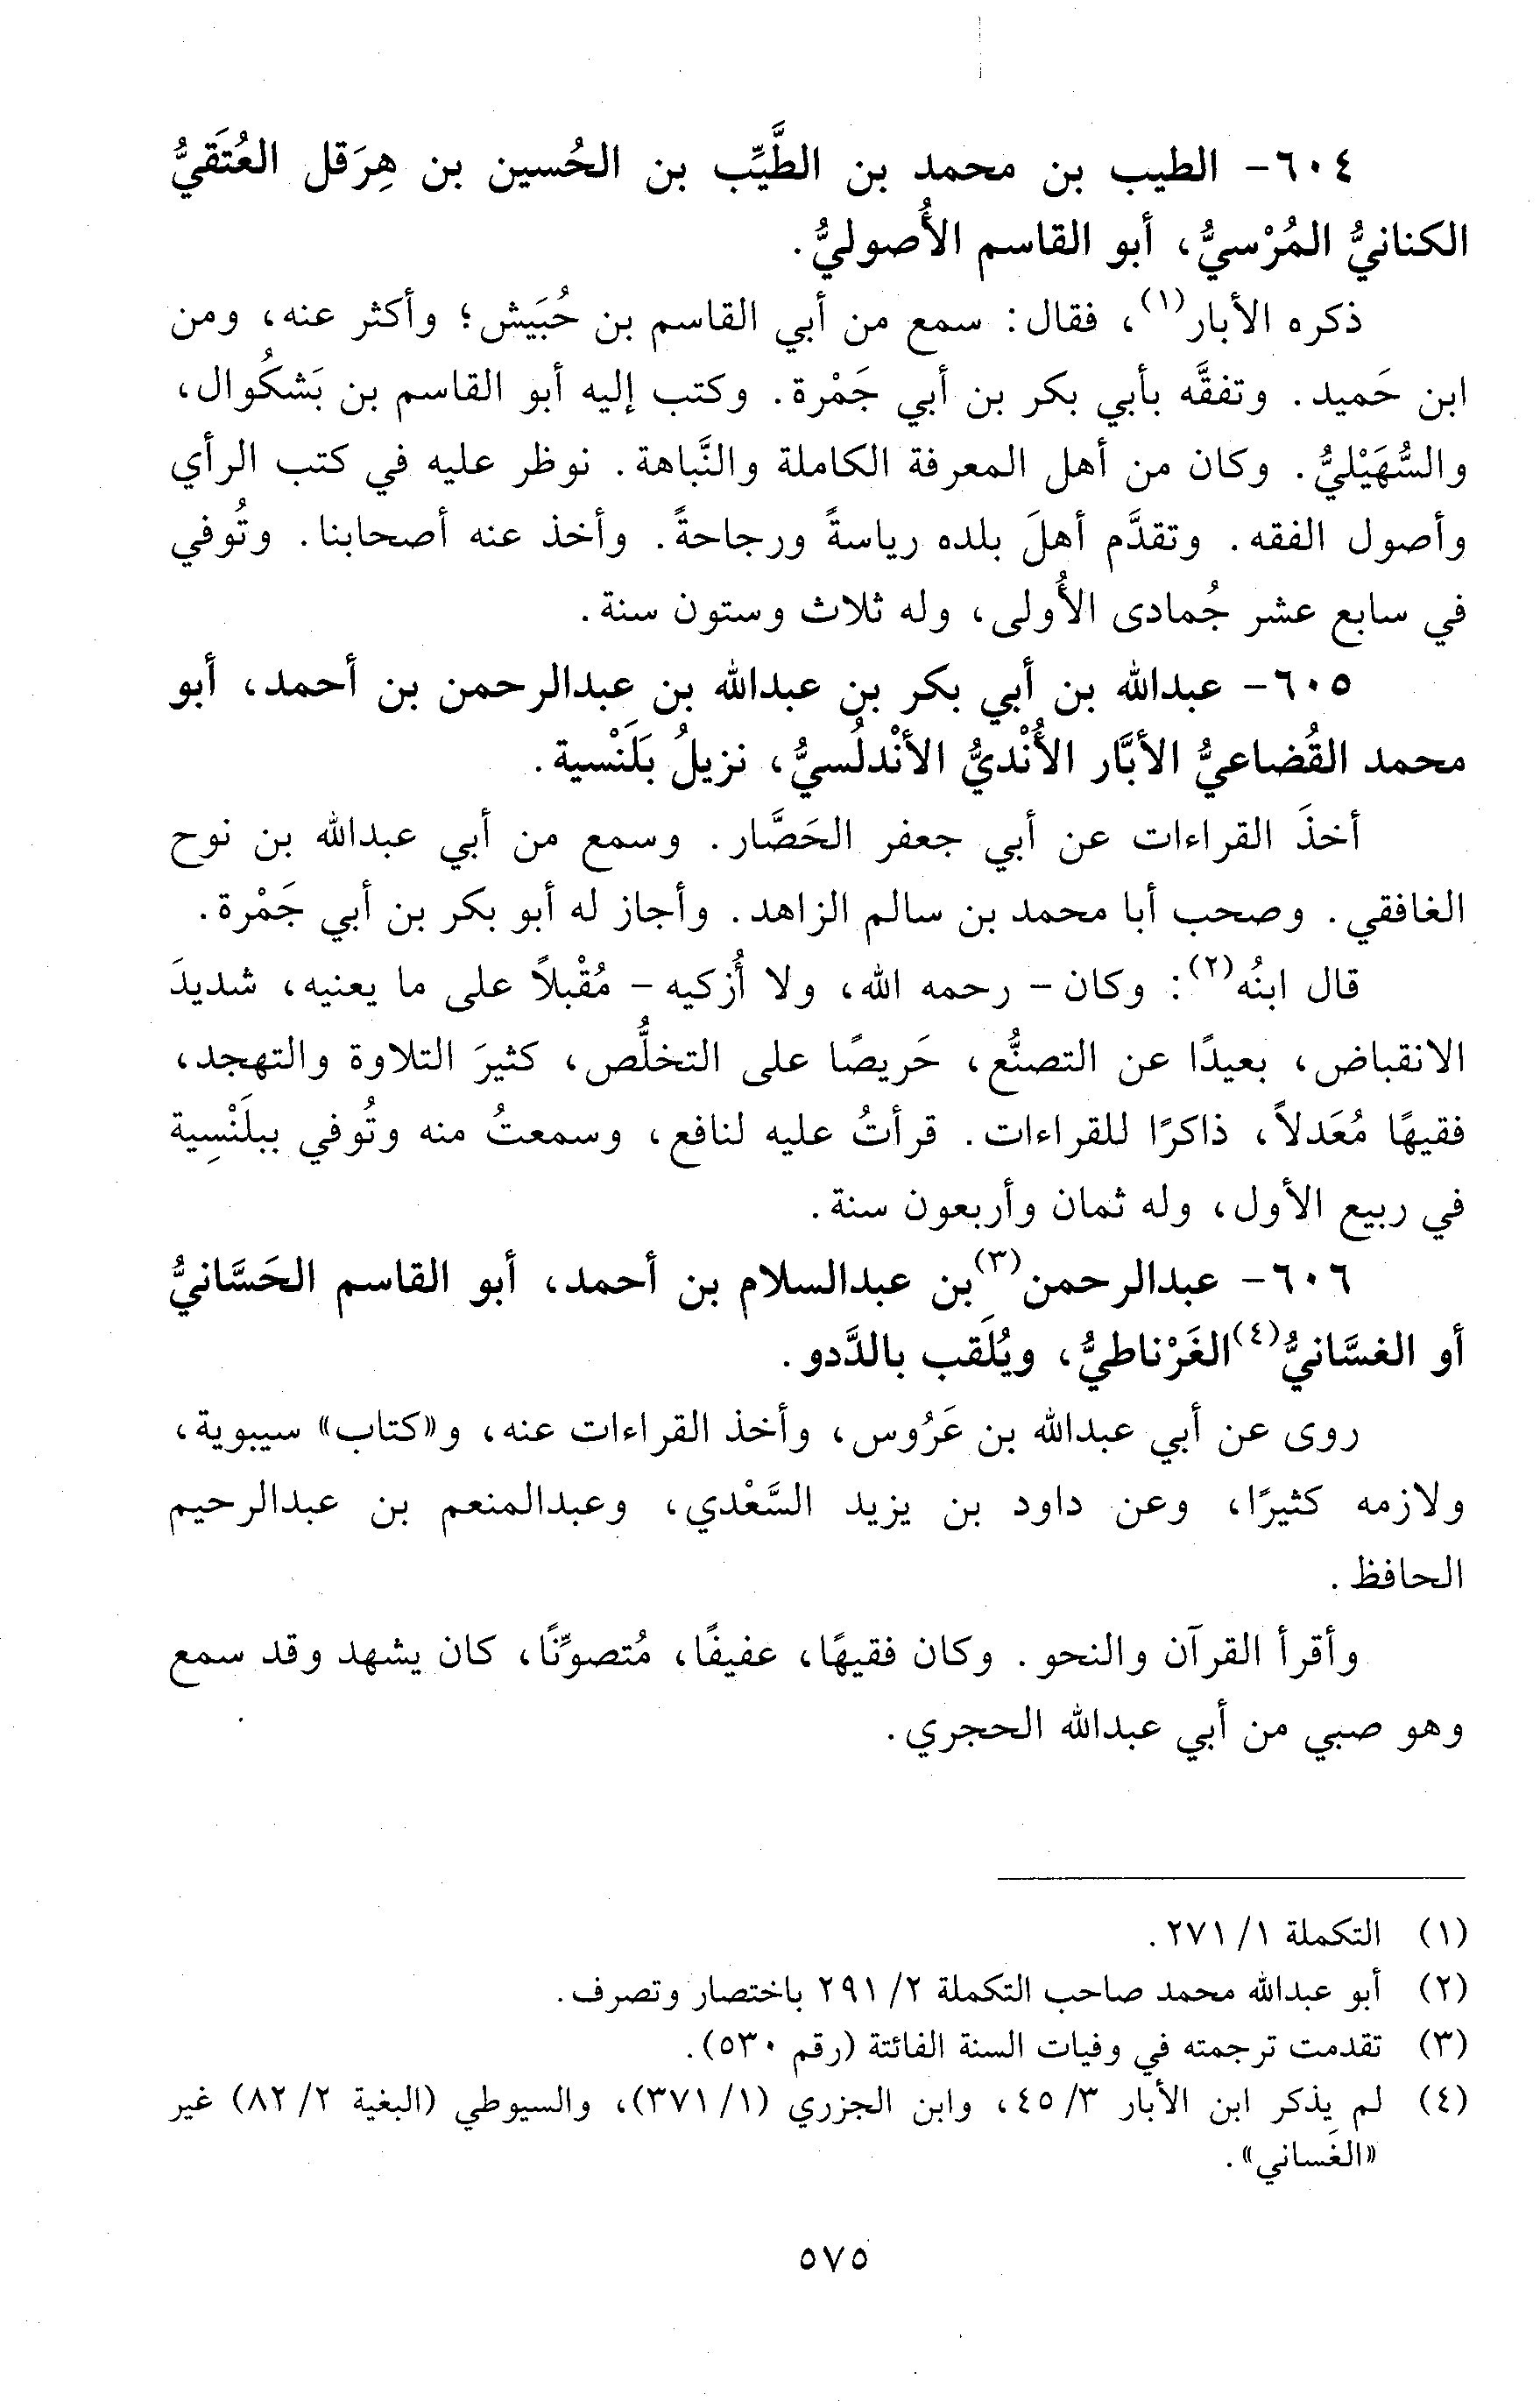 ٦٠٤- الطيب بن محمد بن الطَّيِّب بن الحُسين بن هِرَقل العُتَقيُّ
الكنانيُّ المُرْسيُّ، أبو القاسم الأُصوليُّ.
ذكره الأبار(١)، فقال: سمع من أبي القاسم بن حُبَيش؛ وأكثر عنه، ومن
ابن حَميد. وتفقَّه بأبي بكر بن أبي جَمْرة. وكتب إليه أبو القاسم بن بَشكُوال،
والسُّهَيْليُّ. وكان من أهل المعرفة الكاملة والنَّباهة. نوظر عليه في كتب الرأي
وأصول الفقه. وتقدَّم أهلَ بلده رياسةً ورجاحةً. وأخذ عنه أصحابنا. وتُوفي
في سابع عشر جُمادى الأُولى، وله ثلاث وستون سنة.
٦٠٥- عبدالله بن أبي بكر بن عبدالله بن عبدالرحمن بن أحمد، أبو
محمد القُضاعيُّ الأبَّار الأُنْديُّ الأنْدلُسيُّ، نزيلُ بَلَنْسية.
أخذَ القراءات عن أبي جعفر الحَصَّار. وسمع من أبي عبدالله بن نوح
الغافقي. وصحب أبا محمد بن سالم الزاهد. وأجاز له أبو بكر بن أبي جَمْرة.
قال ابنُه(٢): وكان - رحمه الله، ولا أُزكيه - مُقْبلاً على ما يعنيه، شديدَ
الانقباض، بعيدًا عن التصنُّع، حَريصًا على التخلُّص، كثيرَ التلاوة والتهجد،
فقيهًا مُعَدلاً، ذاكرًا للقراءات. قرأتُ عليه لنافع، وسمعتُ منه وتُوفي ببلَنْسِية
في ربيع الأول، وله ثمان وأربعون سنة.
٦٠٦- عبدالرحمن(٣) بن عبدالسلام بن أحمد، أبو القاسم الحَسَّانيُّ
أو الغسَّانيُّ(٤) الغَرْناطيُّ، ويُلَقب بالدَّدو.
روى عن أبي عبدالله بن عَرُوس، وأخذ القراءات عنه، و«كتاب» سيبوية،
ولازمه كثيرًا، وعن داود بن يزيد السَّعْدي، وعبدالمنعم بن عبدالرحيم
الحافظ.
وأقرأ القرآن والنحو. وكان فقيهًا، عفيفًا، مُتصوِّنًا، كان يشهد وقد سمع
وهو صبي من أبي عبدالله الحجري.
(١) التكملة ١/ ٢٧١.
(٢) أبو عبدالله محمد صاحب التكملة ٢/ ٢٩١ باختصار وتصرف.
(٣) تقدمت ترجمته في وفيات السنة الفائتة (رقم ٥٣٠).
(٤) لم يذكر ابن الأبار ٣/ ٤٥، وابن الجزري (١/ ٣٧١)، والسيوطي (البغية ٢/ ٨٢) غير
«الغَساني».
٥٧٥